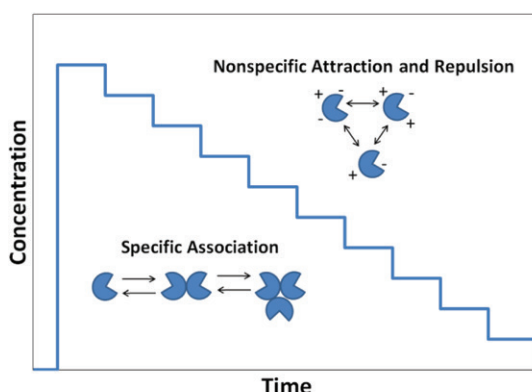 Nonspecific Attraction and Repulsion
+ - + -
- +
+ -
Specific Association
Concentration
Time